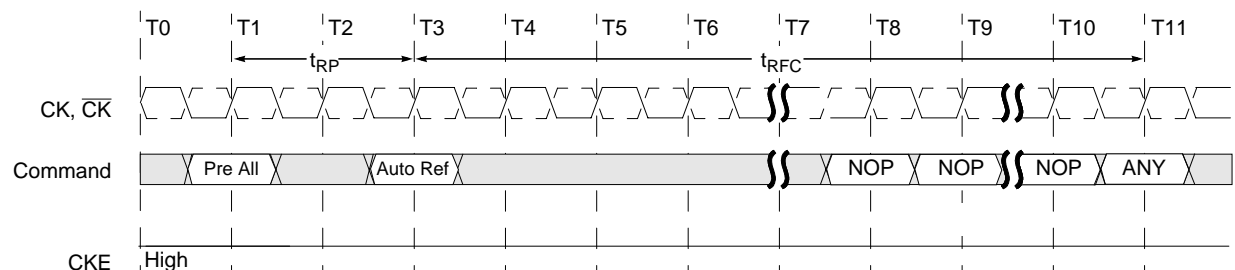 T0 T1 T2 T3 T4 T5 T6 T7 T8 T9 T10 T11
tRP tRFC
CK, C̅K̅
Command Pre All Auto Ref NOP NOP NOP ANY
CKE High